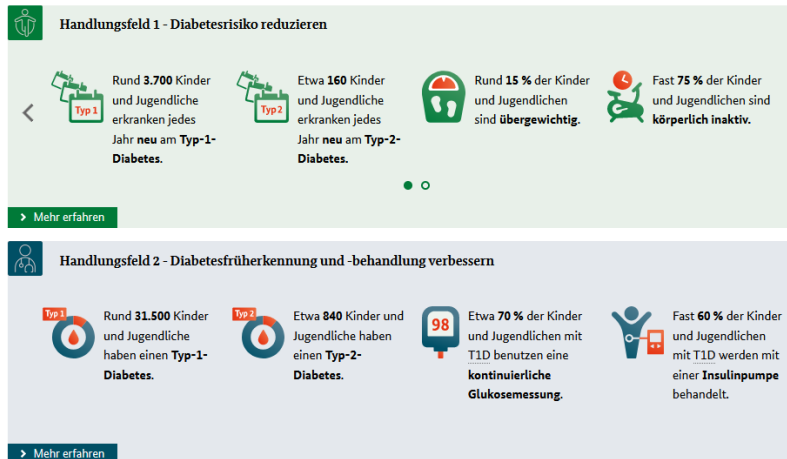 Handlungsfeld 1 - Diabetesrisiko reduzieren
Typ 1
Rund 3.700 Kinder
und Jugendliche
erkranken jedes
Jahr neu am Typ-1-
Diabetes.
Typ 2
Etwa 160 Kinder
und Jugendliche
erkranken jedes
Jahr neu am Typ-2-
Diabetes.
Rund 15 % der Kinder
und Jugendlichen
sind übergewichtig.
Fast 75 % der Kinder
und Jugendlichen sind
körperlich inaktiv.
Mehr erfahren
Handlungsfeld 2 - Diabetesfrüherkennung und -behandlung verbessern
Typ 1
Rund 31.500 Kinder
und Jugendliche
haben einen Typ-1-
Diabetes.
Typ 2
Etwa 840 Kinder und
Jugendliche haben
einen Typ-2-
Diabetes.
98
Etwa 70 % der Kinder
und Jugendlichen mit
T1D benutzen eine
kontinuierliche
Glukosemessung.
Fast 60 % der Kinder
und Jugendlichen
mit T1D werden mit
einer Insulinpumpe
behandelt.
Mehr erfahren